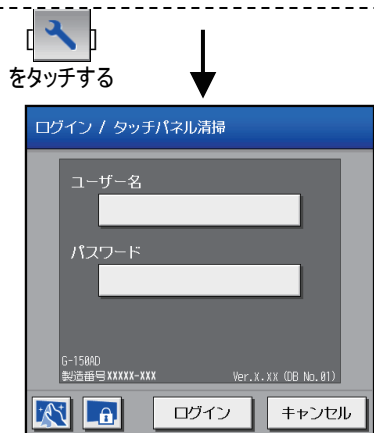 をタッチする
ログイン / タッチパネル清掃
ユーザー名
パスワード
G-150AD
製造番号XXXXX-XXX
Ver.X.XX (DB No.01)
ログイン
キャンセル